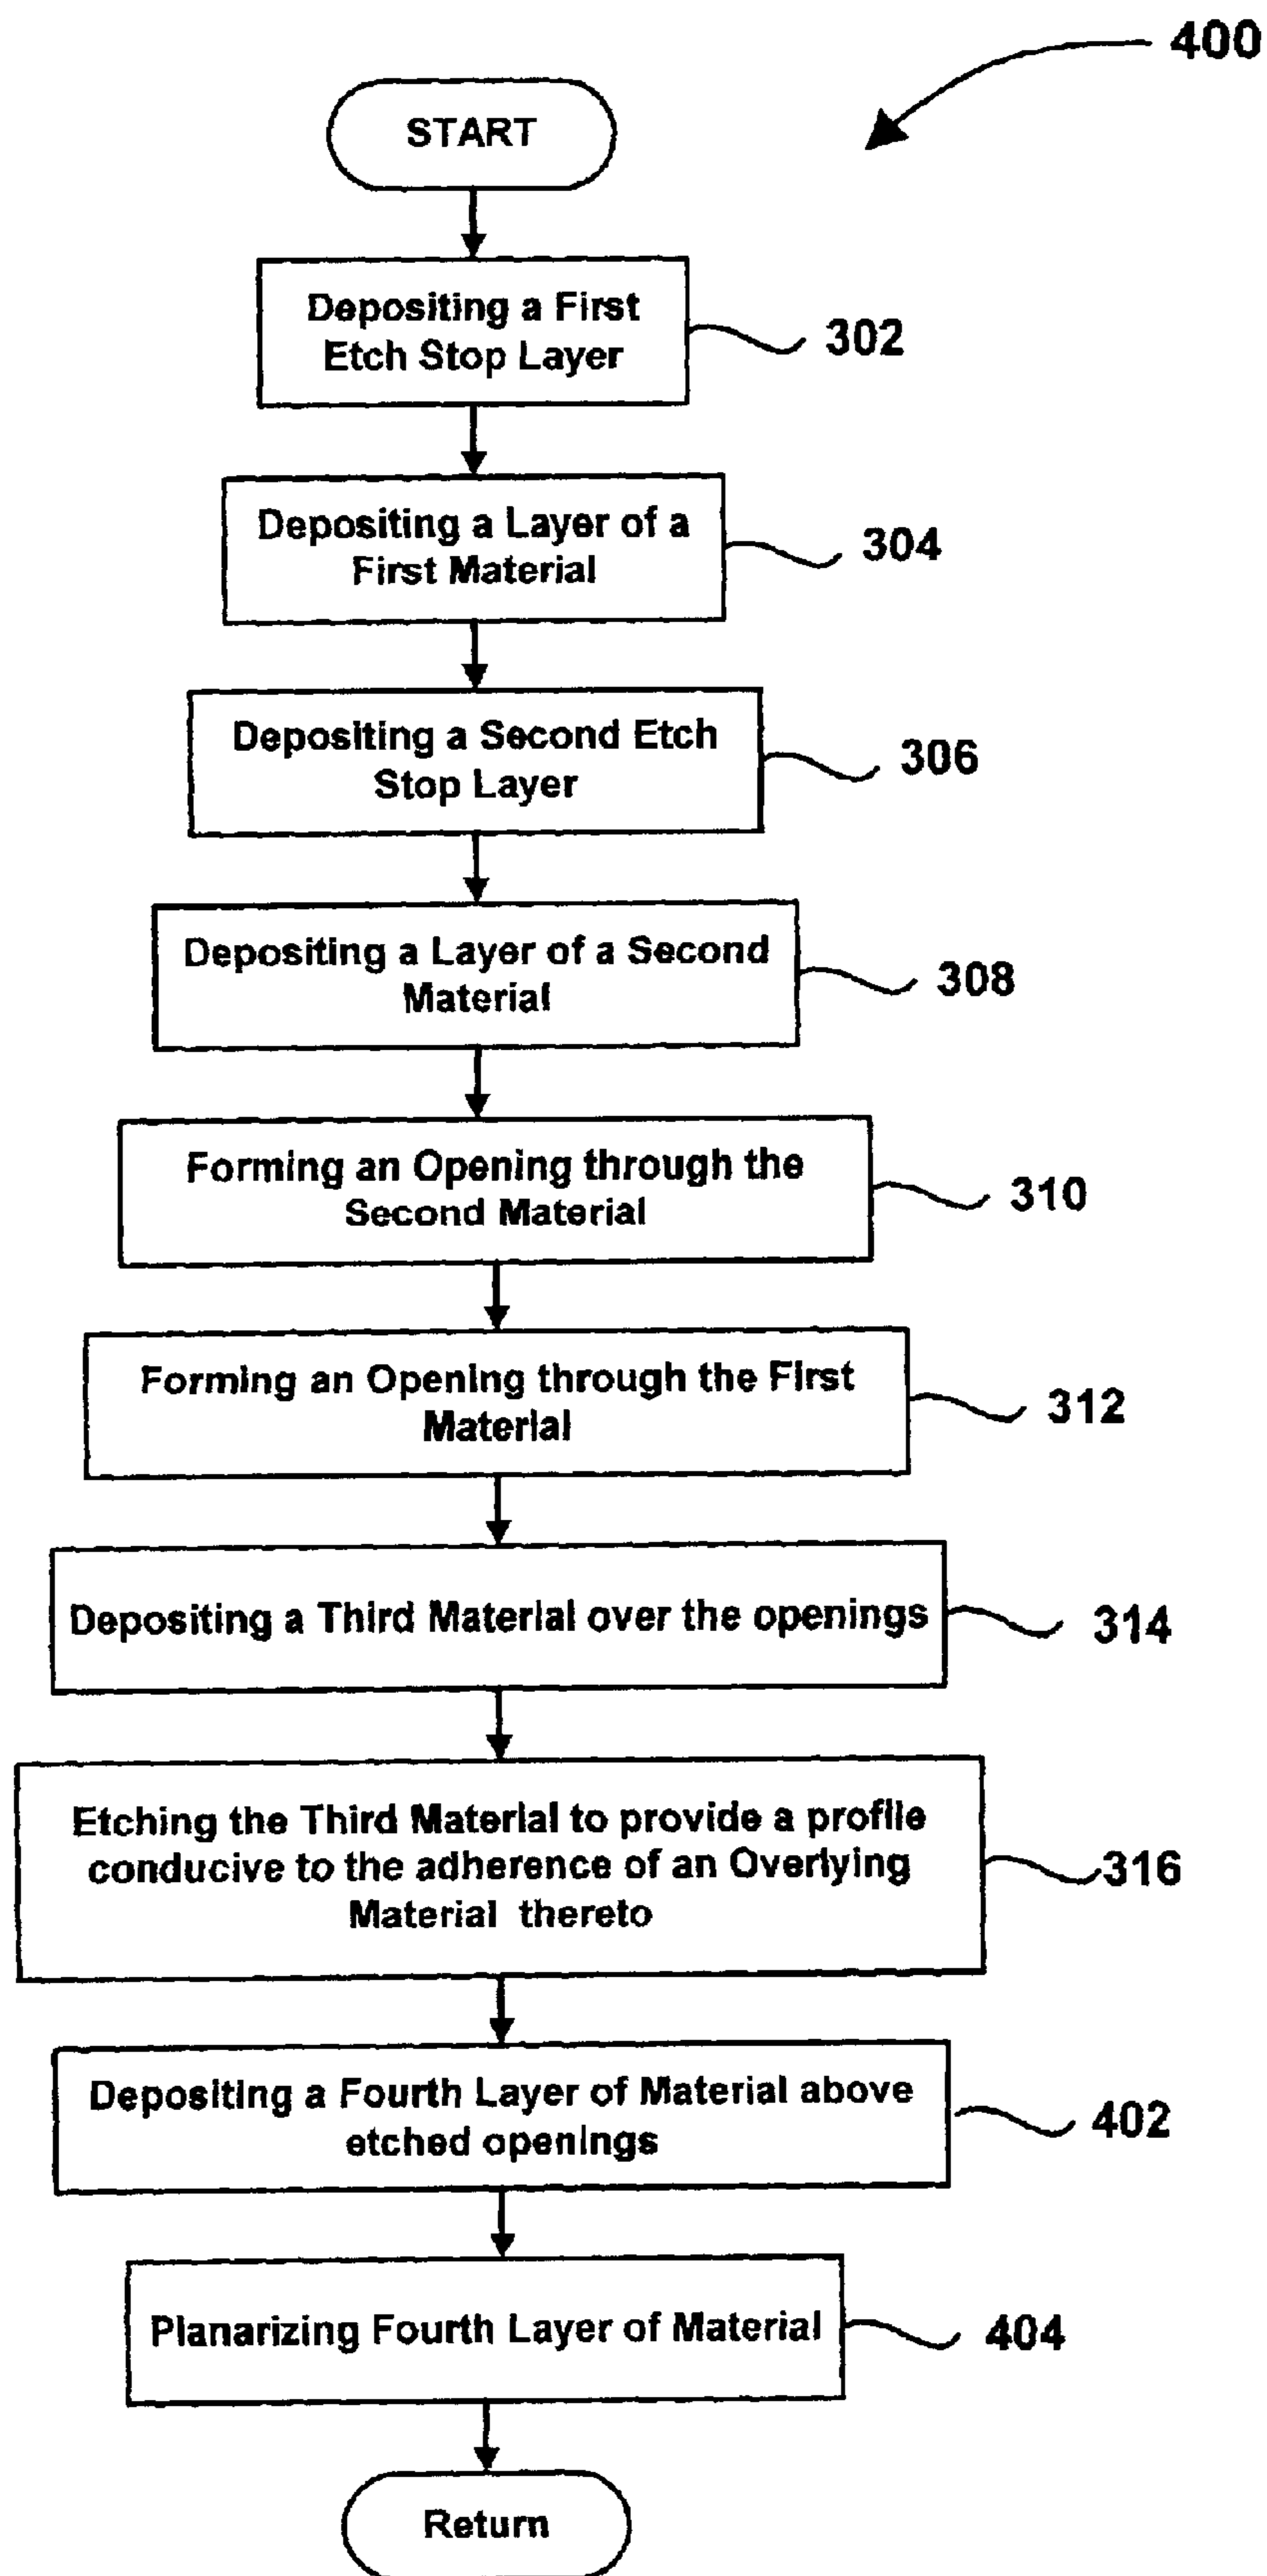 400
START
Depositing a First
Etch Stop Layer
302
Depositing a Layer of a
First Material
304
Depositing a Second Etch
Stop Layer
306
Depositing a Layer of a Second
Material
308
Forming an Opening through the
Second Material
310
Forming an Opening through the First
Material
312
Depositing a Third Material over the openings
314
Etching the Third Material to provide a profile
conducive to the adherence of an Overlying
Material thereto
316
Depositing a Fourth Layer of Material above
etched openings
402
Planarizing Fourth Layer of Material
404
Return